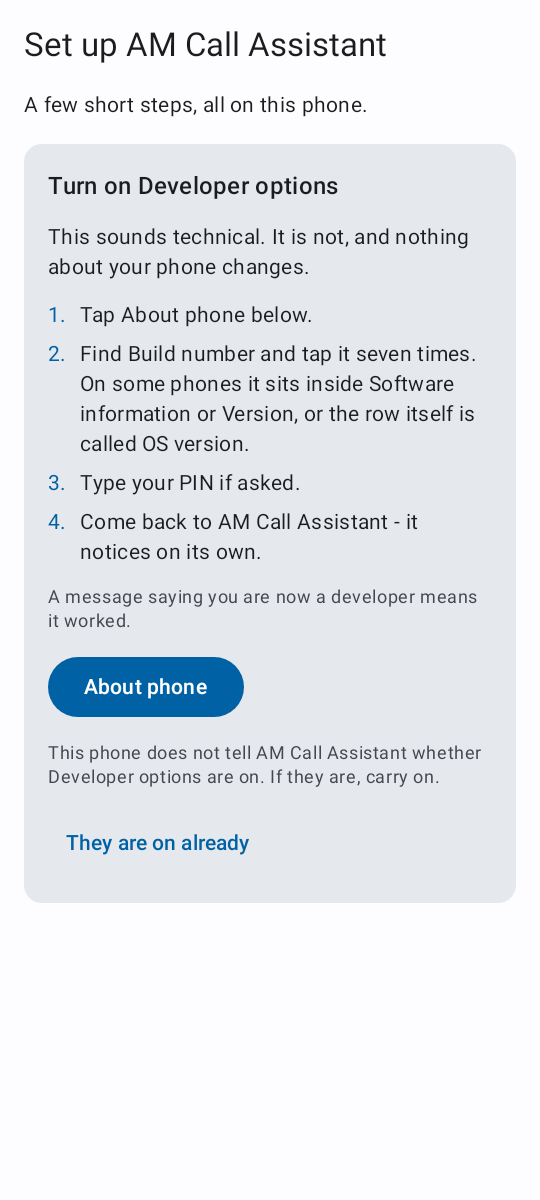 Set up AM Call Assistant
A few short steps, all on this phone.
Turn on Developer options
This sounds technical. It is not, and nothing
about your phone changes.
1. Tap About phone below.
2. Find Build number and tap it seven times.
On some phones it sits inside Software
information or Version, or the row itself is
called OS version.
3. Type your PIN if asked.
4. Come back to AM Call Assistant - it
notices on its own.
A message saying you are now a developer means
it worked.
About phone
This phone does not tell AM Call Assistant whether
Developer options are on. If they are, carry on.
They are on already